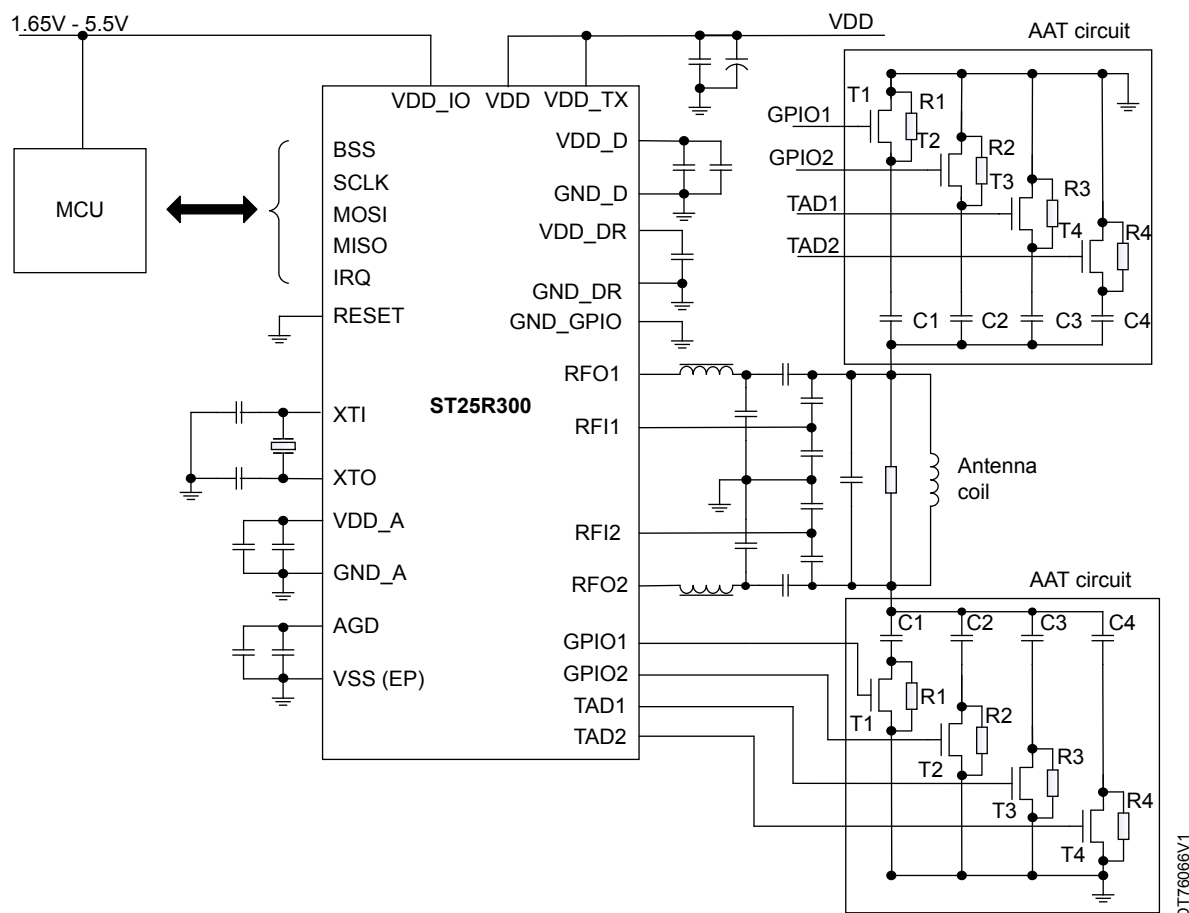 1.65V - 5.5V
VDD
AAT circuit
VDD_IO VDD VDD_TX
MCU
BSS
SCLK
MOSI
MISO
IRQ
RESET
XTI
XTO
VDD_A
GND_A
AGD
VSS (EP)
ST25R300
VDD_D
GND_D
VDD_DR
GND_DR
GND_GPIO
RFO1
RFI1
RFI2
RFO2
GPIO1
GPIO2
TAD1
TAD2
GPIO1
GPIO2
TAD1
TAD2
T1
R1
T2
R2
T3
R3
T4
R4
C1
C2
C3
C4
Antenna
coil
AAT circuit
C1
C2
C3
C4
R1
T1
R2
T2
R3
T3
R4
T4
DT76066V1